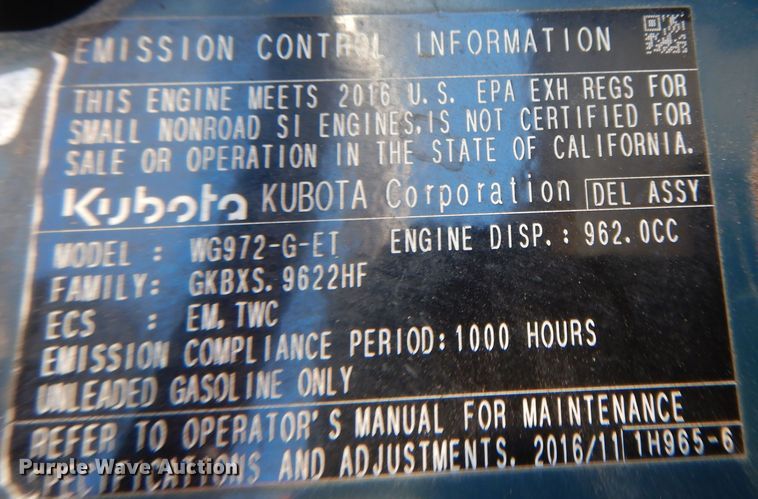 EMISSION CONTROL INFORMATION
THIS ENGINE MEETS 2016 U.S. EPA EXH REGS FOR
SMALL NONROAD SI ENGINES,IS NOT CERTIFIED FOR
SALE OR OPERATION IN THE STATE OF CALIFORNIA.
Kubota KUBOTA Corporation DEL ASSY
MODEL : WG972-G-ET ENGINE DISP.: 962.0CC
FAMILY: GKBXS.9622HF
ECS : EM,TWC
EMISSION COMPLIANCE PERIOD:1000 HOURS
UNLEADED GASOLINE ONLY
REFER TO OPERATOR'S MANUAL FOR MAINTENANCE
SPECIFICATIONS AND ADJUSTMENTS. 2016/11 1H965-6
Purple Wave Auction